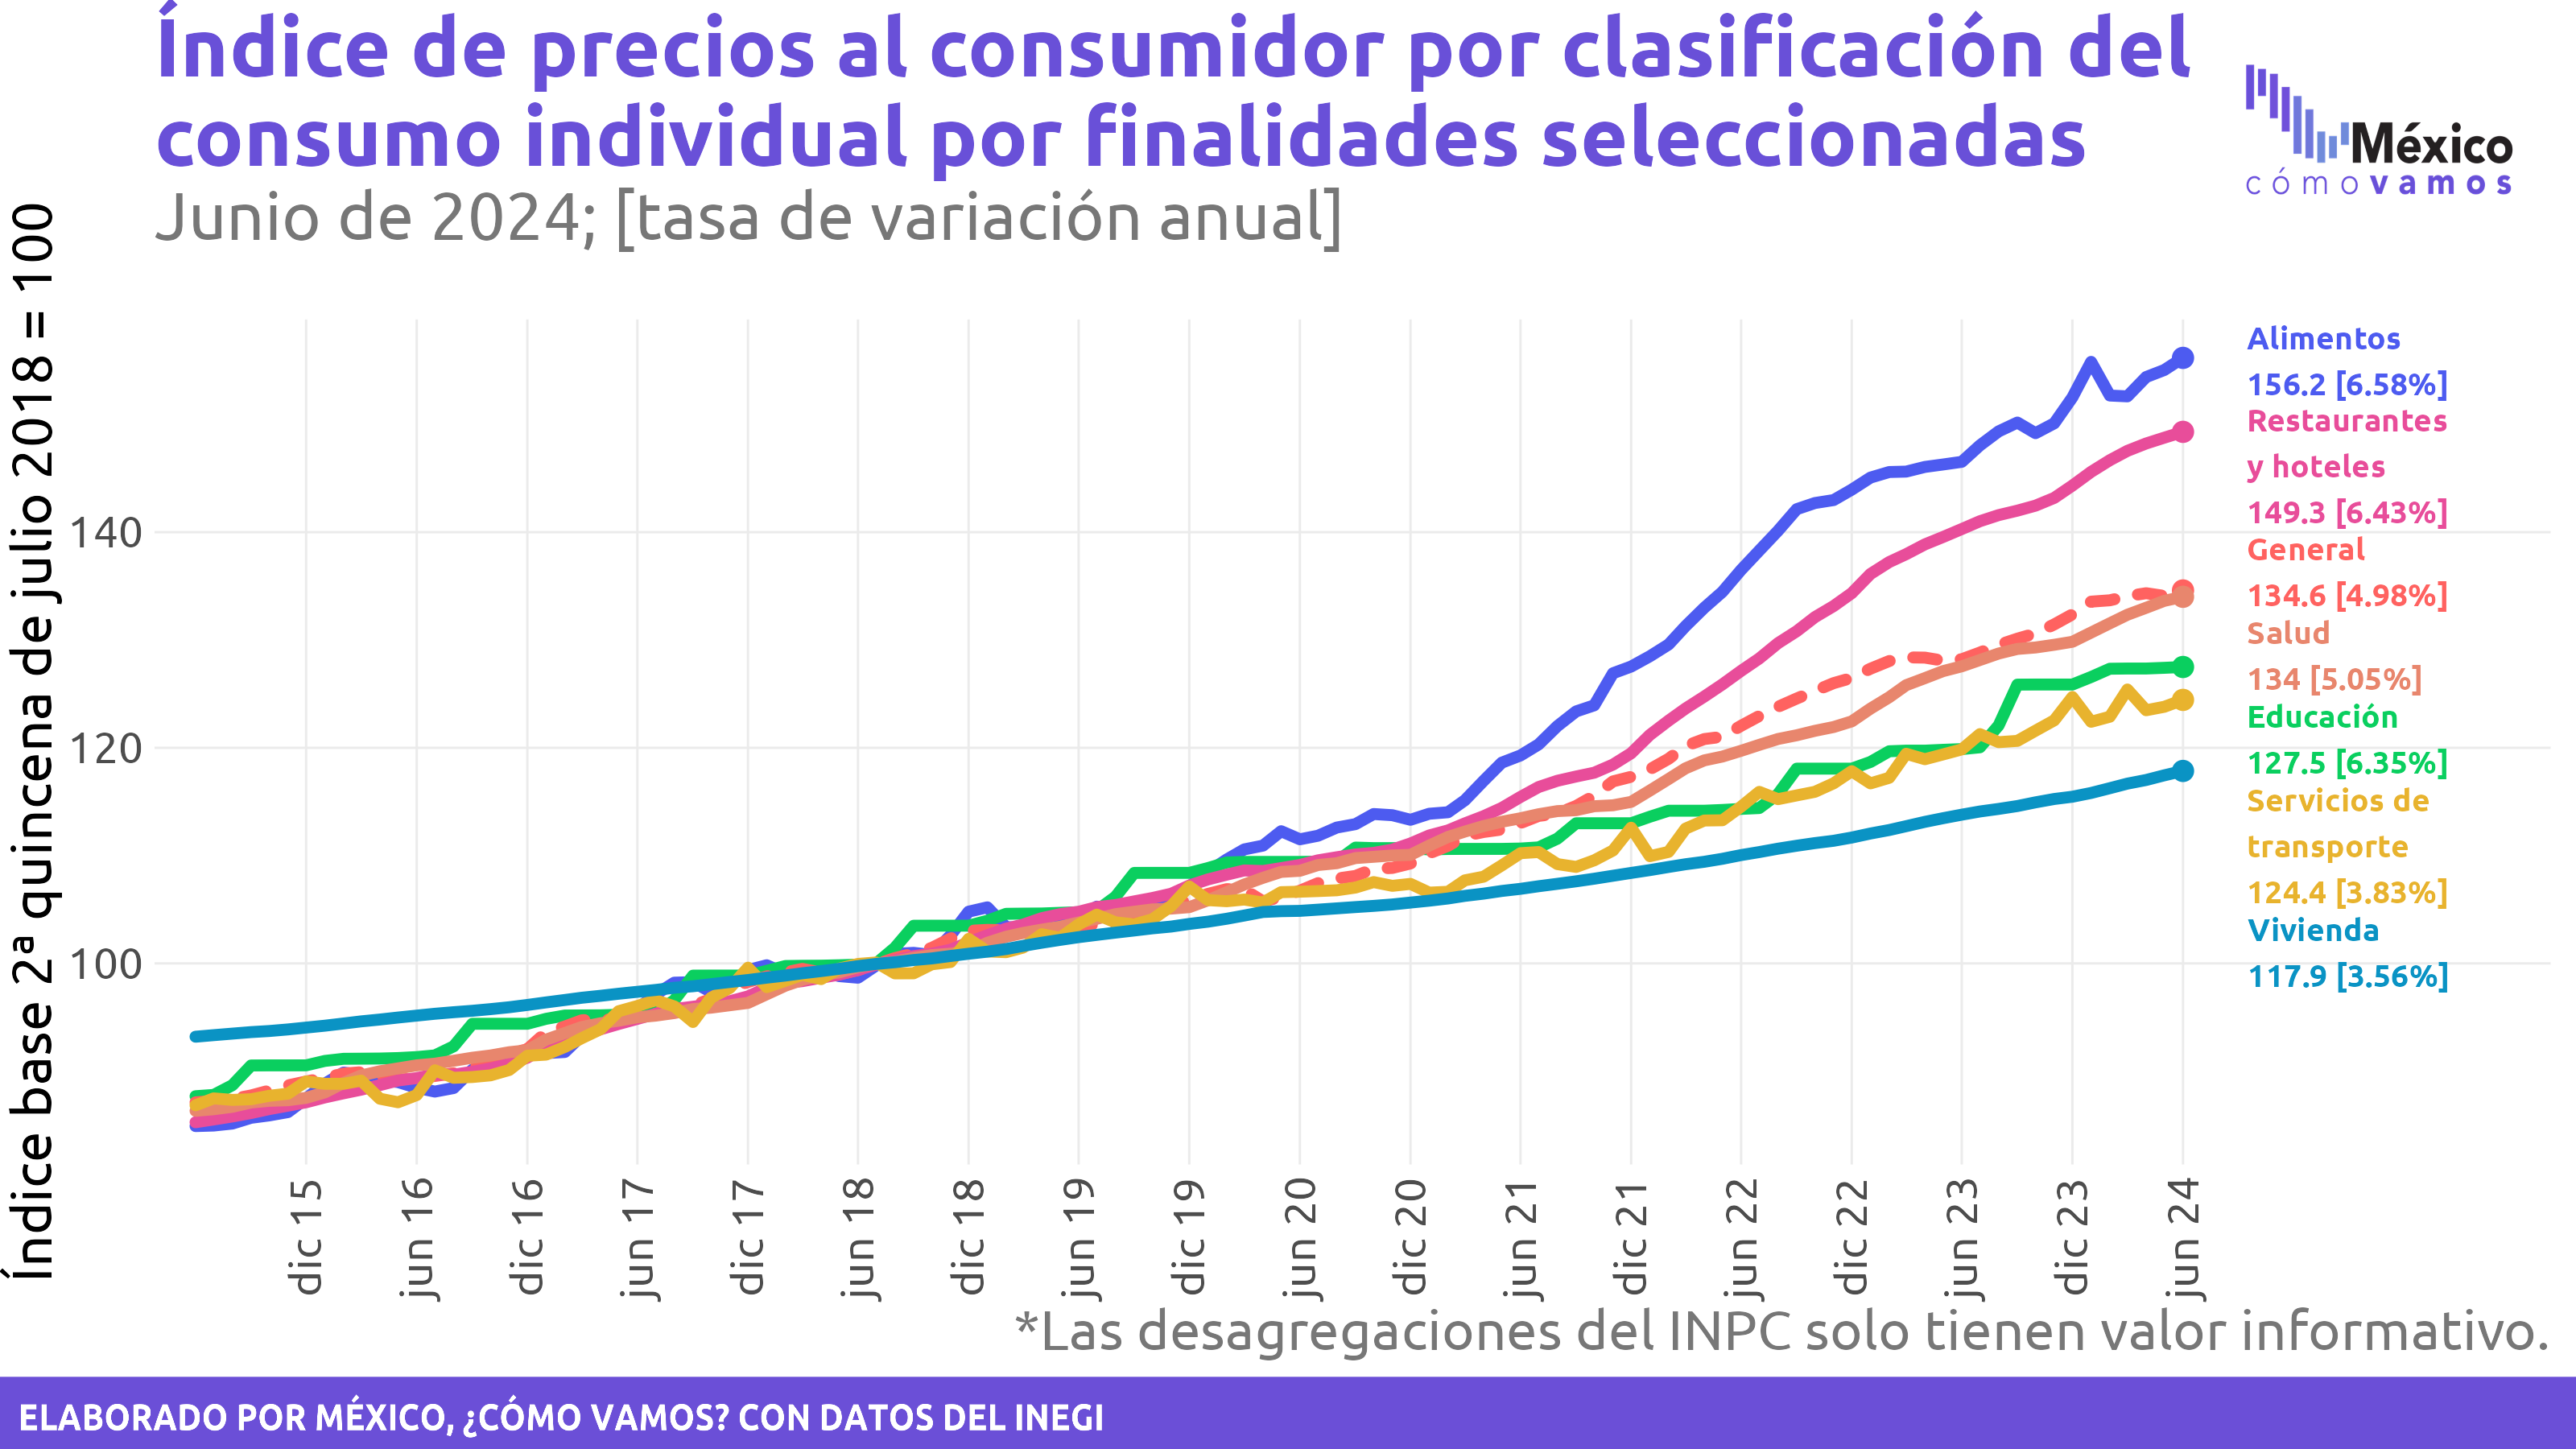 Índice de precios al consumidor por clasificación del
consumo individual por finalidades seleccionadas
Junio de 2024; [tasa de variación anual]
México
cómo vamos
Índice base 2ª quincena de julio 2018 = 100
140
120
100
Alimentos
156.2 [6.58%]
Restaurantes
y hoteles
149.3 [6.43%]
General
134.6 [4.98%]
Salud
134 [5.05%]
Educación
127.5 [6.35%]
Servicios de
transporte
124.4 [3.83%]
Vivienda
117.9 [3.56%]
dic 15
jun 16
dic 16
jun 17
dic 17
jun 18
dic 18
jun 19
dic 19
jun 20
dic 20
jun 21
dic 21
jun 22
dic 22
jun 23
dic 23
jun 24
*Las desagregaciones del INPC solo tienen valor informativo.
ELABORADO POR MÉXICO, ¿CÓMO VAMOS? CON DATOS DEL INEGI